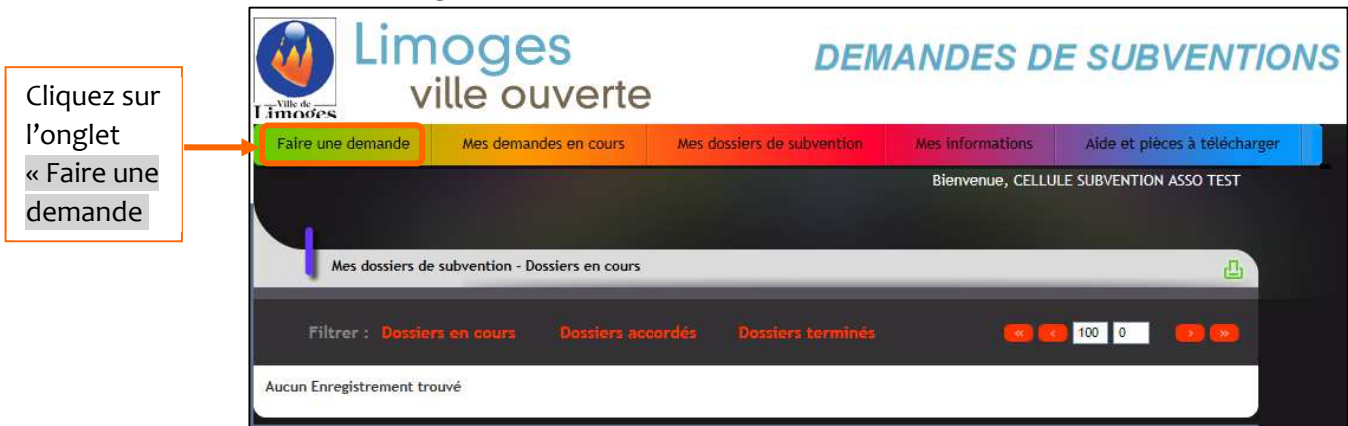 Limoges
ville ouverte
DEMANDES DE SUBVENTIONS
Ville de
Limoges
Cliquez sur
l'onglet
« Faire une
demande
Faire une demande
Mes demandes en cours
Mes dossiers de subvention
Mes informations
Aide et pièces à télécharger
Bienvenue, CELLULE SUBVENTION ASSO TEST
Mes dossiers de subvention - Dossiers en cours
Filtrer : Dossiers en cours Dossiers accordés Dossiers terminés « < 100 0 > »
Aucun Enregistrement trouvé